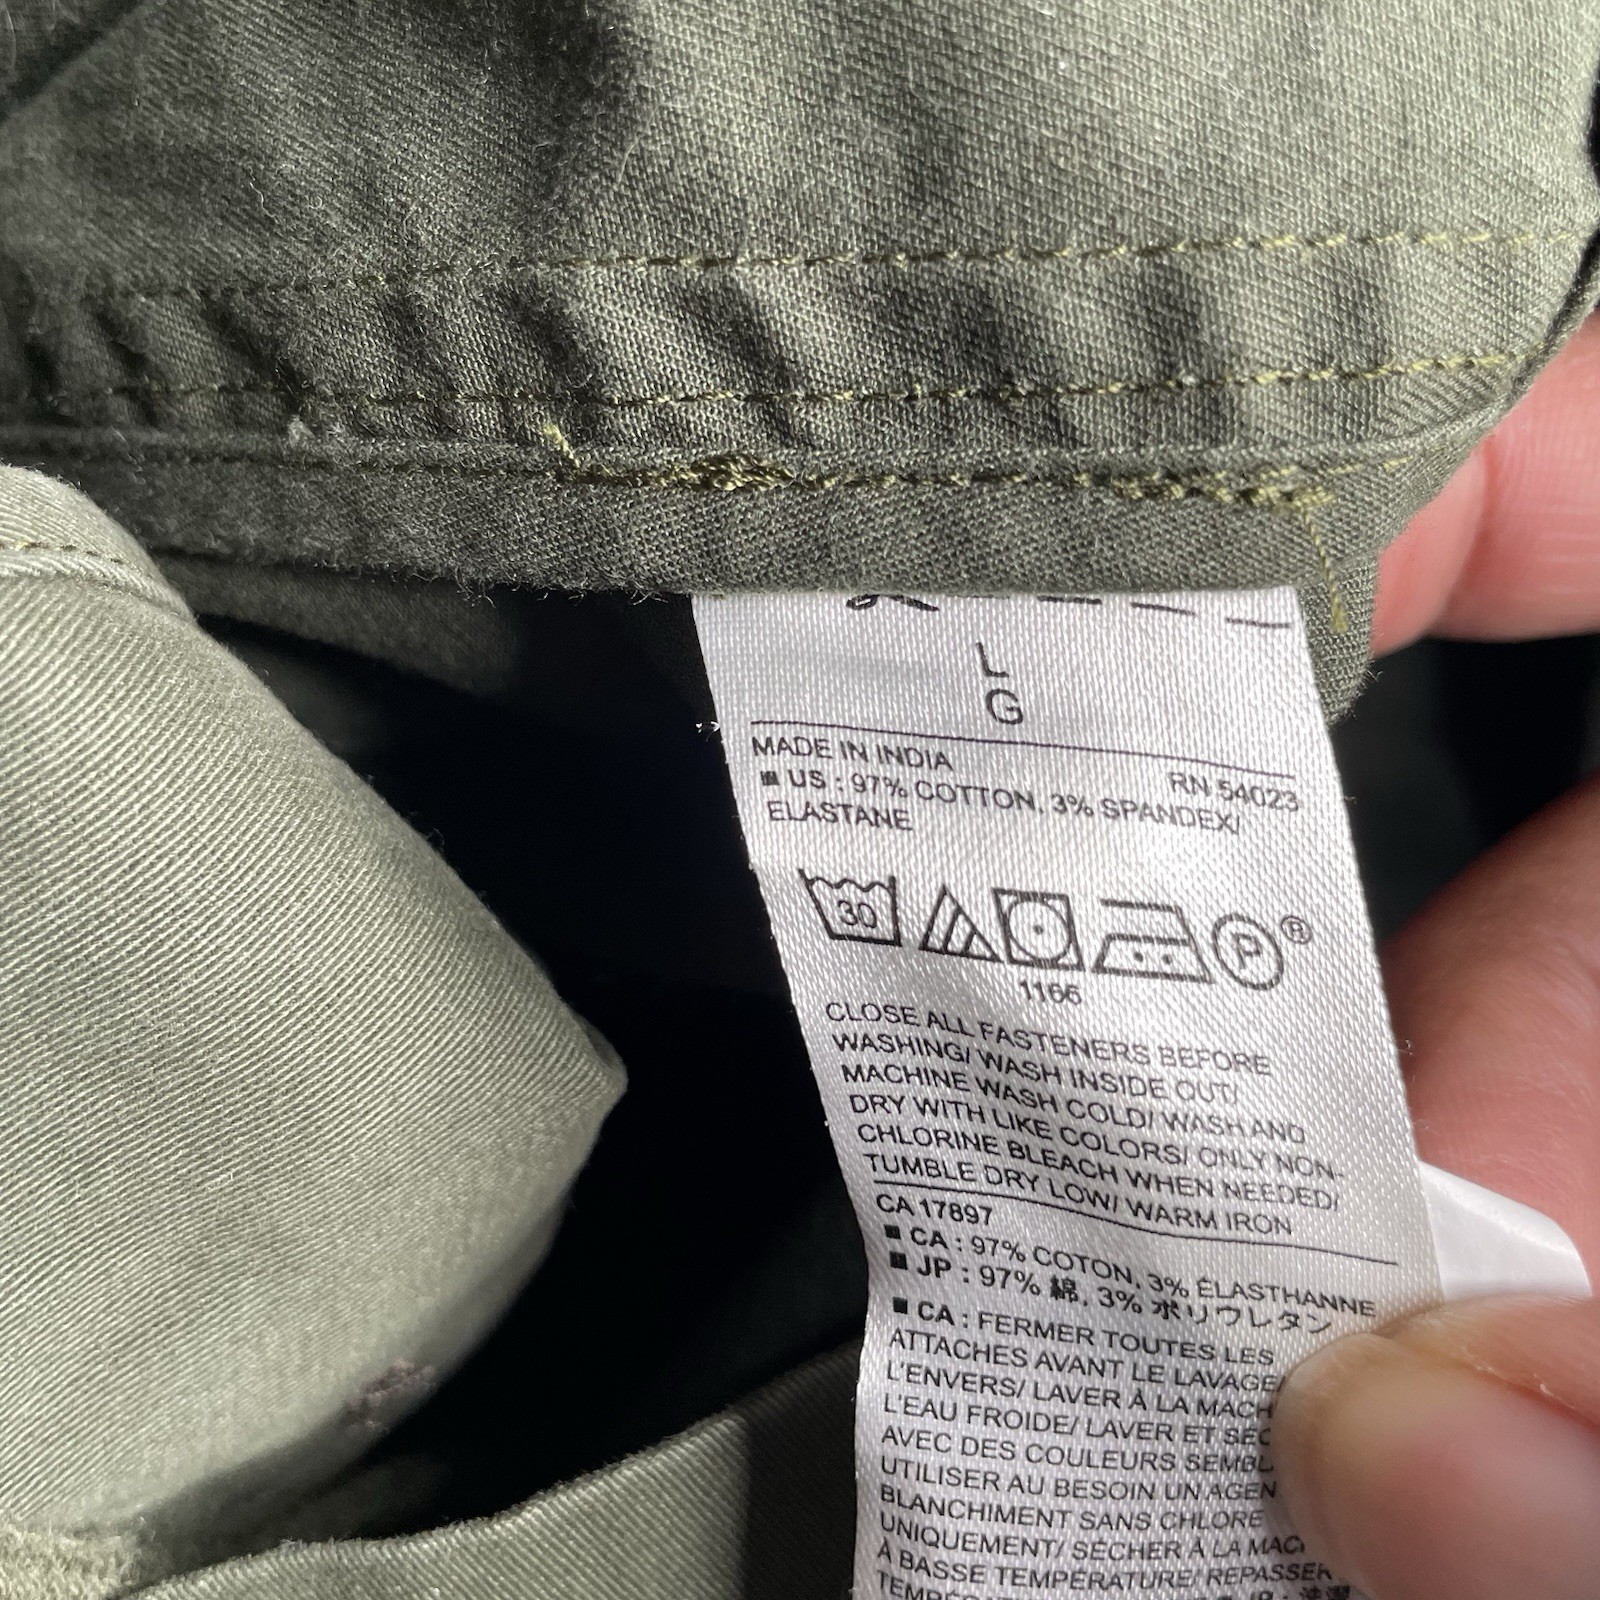 L
G
MADE IN INDIA
RN 54023
US : 97% COTTON, 3% SPANDEX/
ELASTANE
30
P®
1166
CLOSE ALL FASTENERS BEFORE
WASHING/ WASH INSIDE OUT/
MACHINE WASH COLD/ WASH AND
DRY WITH LIKE COLORS/ ONLY NON-
CHLORINE BLEACH WHEN NEEDED/
TUMBLE DRY LOW/ WARM IRON
CA 17897
CA : 97% COTON, 3% ÉLASTHANNE
JP : 97% 綿, 3% ポリウレタン
CA : FERMER TOUTES LES
ATTACHES AVANT LE LAVAGE/
L'ENVERS/ LAVER À LA MACH
L'EAU FROIDE/ LAVER ET SÉC
AVEC DES COULEURS SEMBL
UTILISER AU BESOIN UN AGEN
BLANCHIMENT SANS CHLORE
UNIQUEMENT/ SÉCHER À LA MAC
À BASSE TEMPÉRATURE/ REPASSER